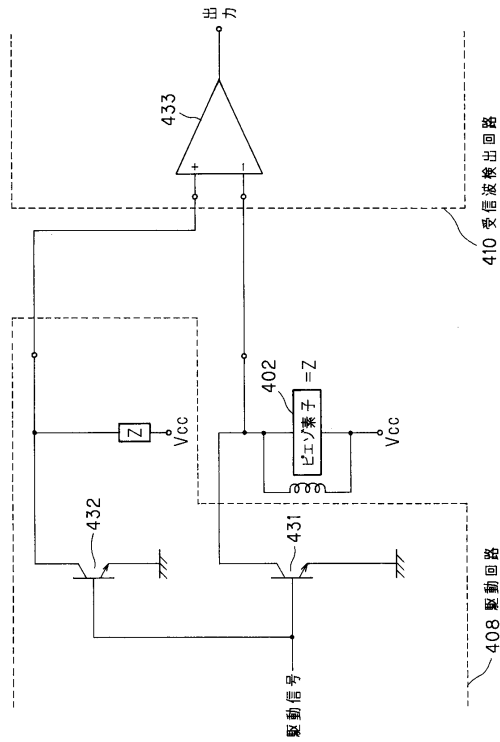 出力
433
+
−
410 受信波検出回路
Z
Vcc
402
ピエゾ素子
=Z
Vcc
432
431
駆動信号
408 駆動回路